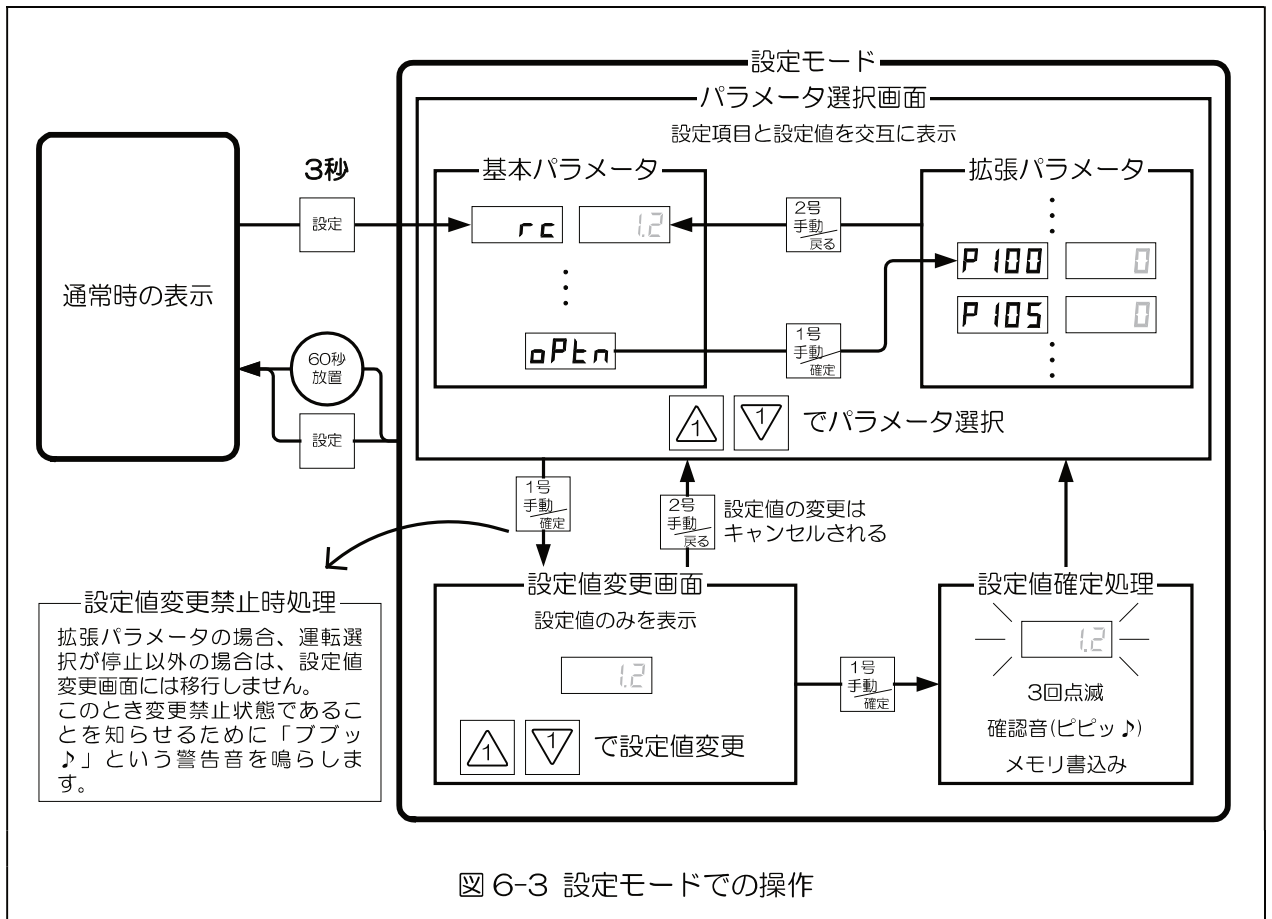 設定モード
パラメータ選択画面
設定項目と設定値を交互に表示
通常時の表示
3秒
設定
基本パラメータ
rc
1.2
oPtn
2号
手動
戻る
1号
手動
確定
拡張パラメータ
P100
0
P105
0
60秒
放置
設定
1
1
でパラメータ選択
1号
手動
確定
2号
手動
戻る
設定値の変更は
キャンセルされる
設定値変更禁止時処理
拡張パラメータの場合、運転選
択が停止以外の場合は、設定値
変更画面には移行しません。
このとき変更禁止状態であるこ
とを知らせるために「ブブッ
♪」という警告音を鳴らしま
す。
設定値変更画面
設定値のみを表示
1.2
1
1
で設定値変更
1号
手動
確定
設定値確定処理
1.2
3回点滅
確認音(ピピッ♪)
メモリ書込み
図 6-3 設定モードでの操作